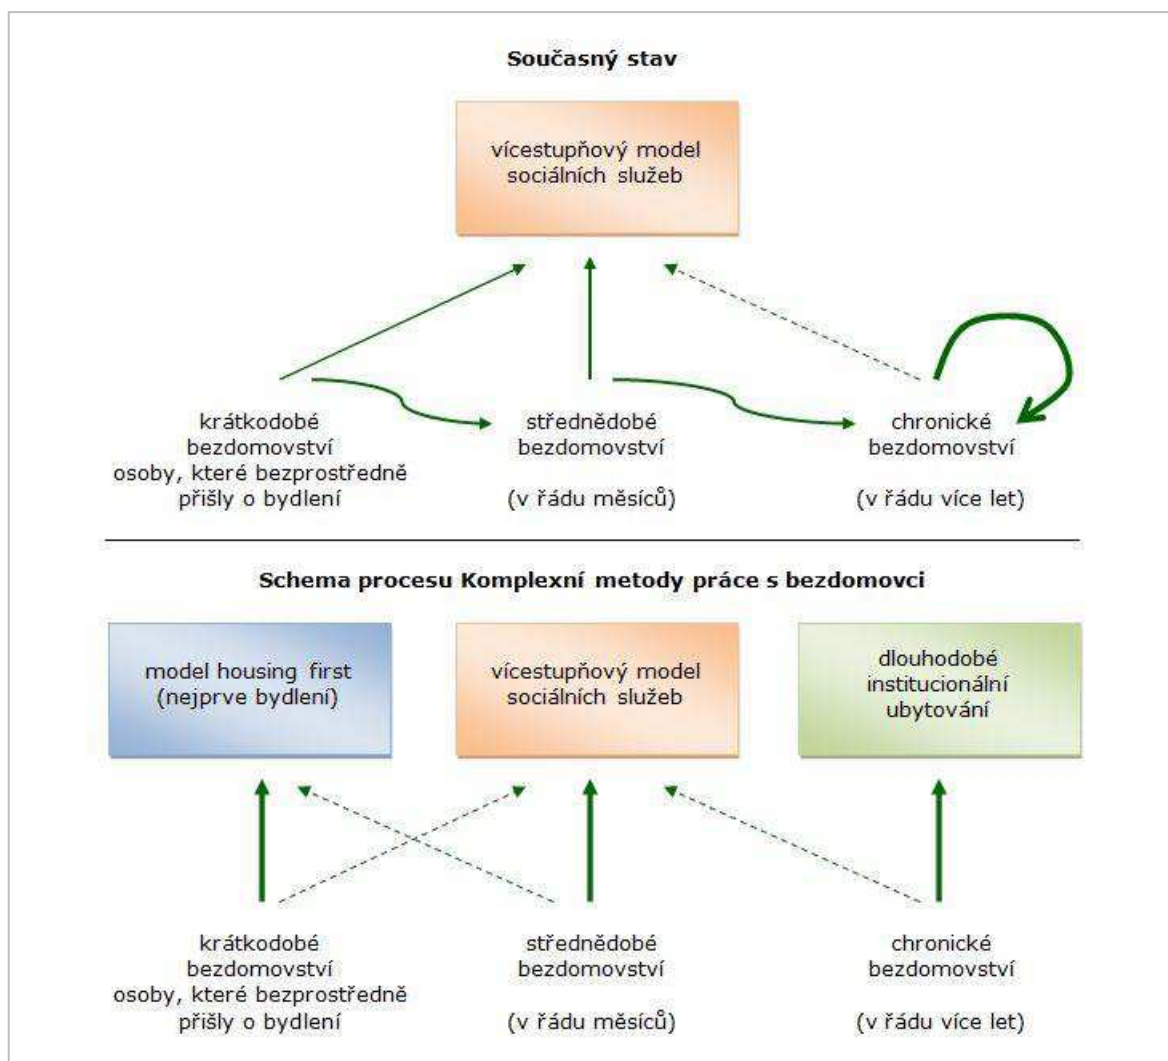 Současný stav
vícestupňový model
sociálních služeb
krátkodobé
bezdomovství
osoby, které bezprostředně
přišly o bydlení
střednědobé
bezdomovství
(v řádu měsíců)
chronické
bezdomovství
(v řádu více let)
Schema procesu Komplexní metody práce s bezdomovci
model housing first
(nejprve bydlení)
vícestupňový model
sociálních služeb
dlouhodobé
institucionální
ubytování
krátkodobé
bezdomovství
osoby, které bezprostředně
přišly o bydlení
střednědobé
bezdomovství
(v řádu měsíců)
chronické
bezdomovství
(v řádu více let)